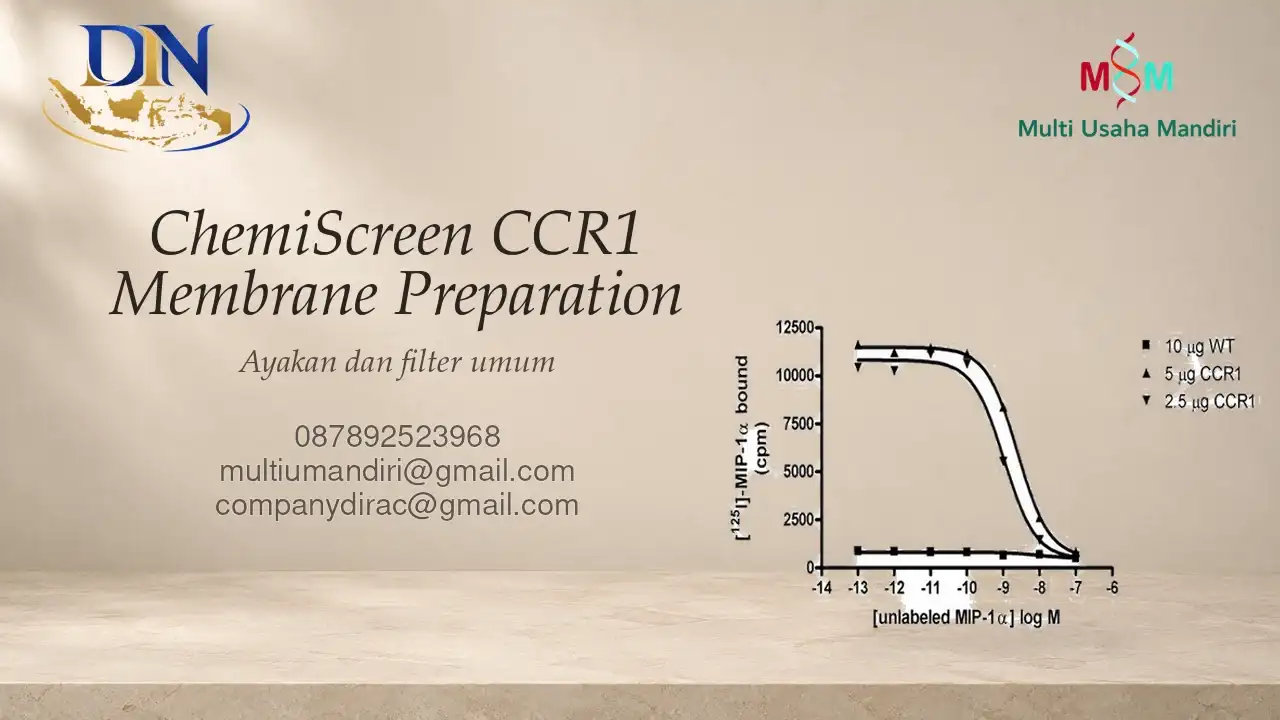 DIN
M M
Multi Usaha Mandiri
ChemiScreen CCR1
Membrane Preparation
Ayakan dan filter umum
087892523968
multiumandiri@gmail.com
companydirac@gmail.com
[¹²⁵I]-MIP-1α bound
(cpm)
12500
10000
7500
5000
2500
0
-14 -13 -12 -11 -10 -9 -8 -7 -6
[unlabeled MIP-1α] log M
10 µg WT
5 µg CCR1
2.5 µg CCR1